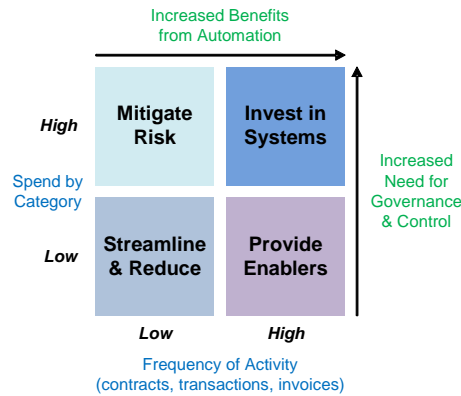 Increased Benefits
from Automation
High
Mitigate
Risk
Invest in
Systems
Spend by
Category
Increased
Need for
Governance
& Control
Low
Streamline
& Reduce
Provide
Enablers
Low
High
Frequency of Activity
(contracts, transactions, invoices)